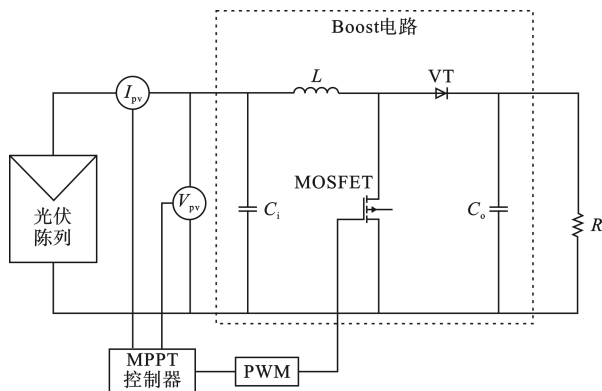 Boost电路
L
VT
I_pv
MOSFET
V_pv
C_i
C_o
R
光伏
陈列
MPPT
控制器
PWM